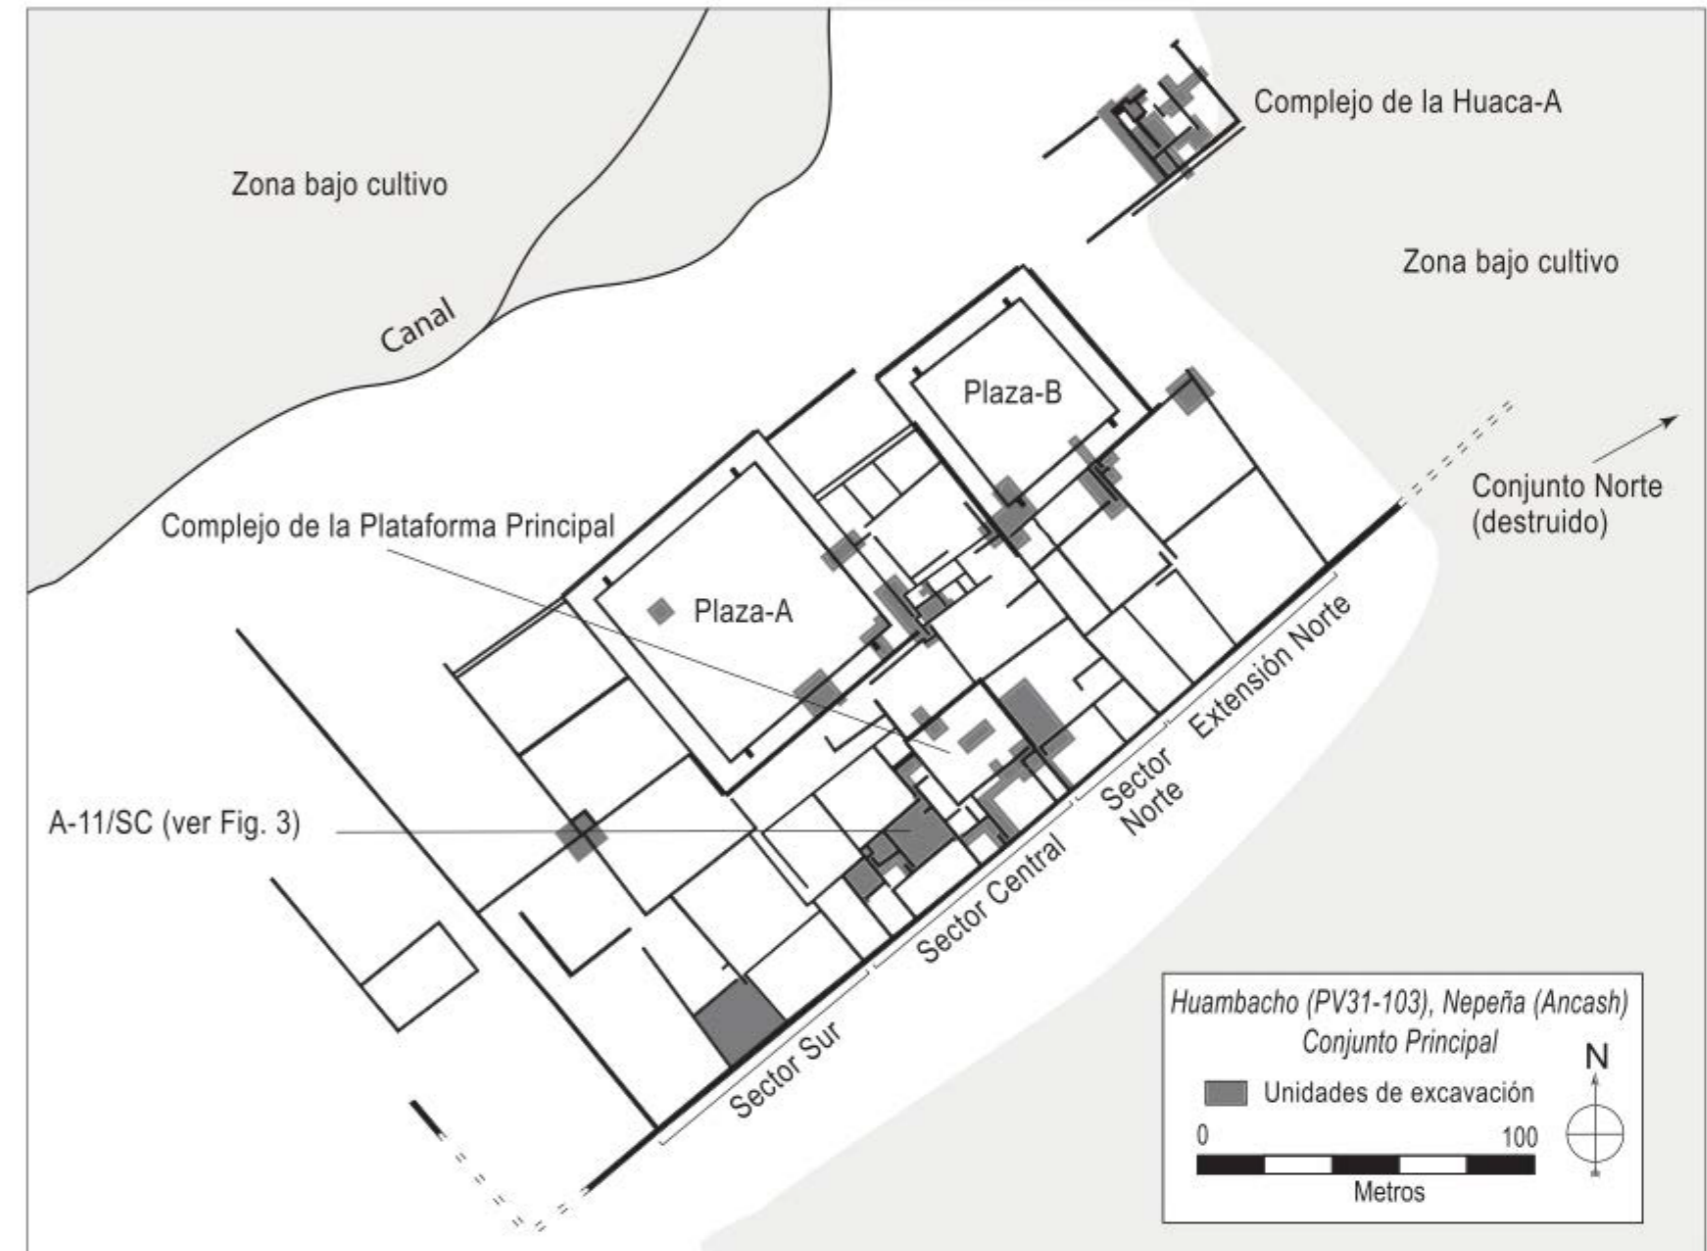 Complejo de la Huaca-A
Zona bajo cultivo
Zona bajo cultivo
Canal
Plaza-B
Conjunto Norte
(destruido)
Complejo de la Plataforma Principal
Plaza-A
Extensión Norte
Sector
Norte
A-11/SC (ver Fig. 3)
Sector Central
Sector Sur
Huambacho (PV31-103), Nepeña (Ancash)
Conjunto Principal
N
Unidades de excavación
0 100
Metros